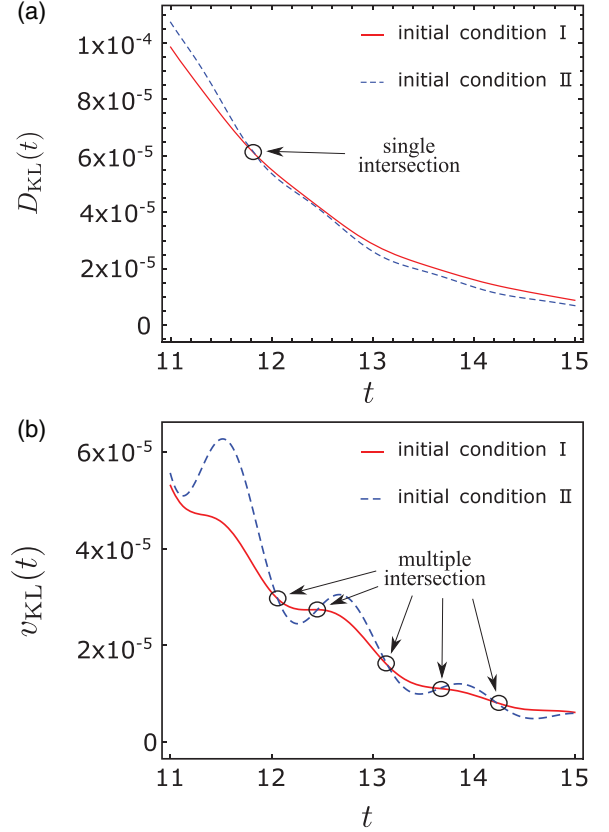 (a)
initial condition I
initial condition II
single
intersection
D_KL(t)
1x10^-4
8x10^-5
6x10^-5
4x10^-5
2x10^-5
0
11 12 13 14 15
t
(b)
initial condition I
initial condition II
multiple
intersection
v_KL(t)
6x10^-5
4x10^-5
2x10^-5
0
11 12 13 14 15
t